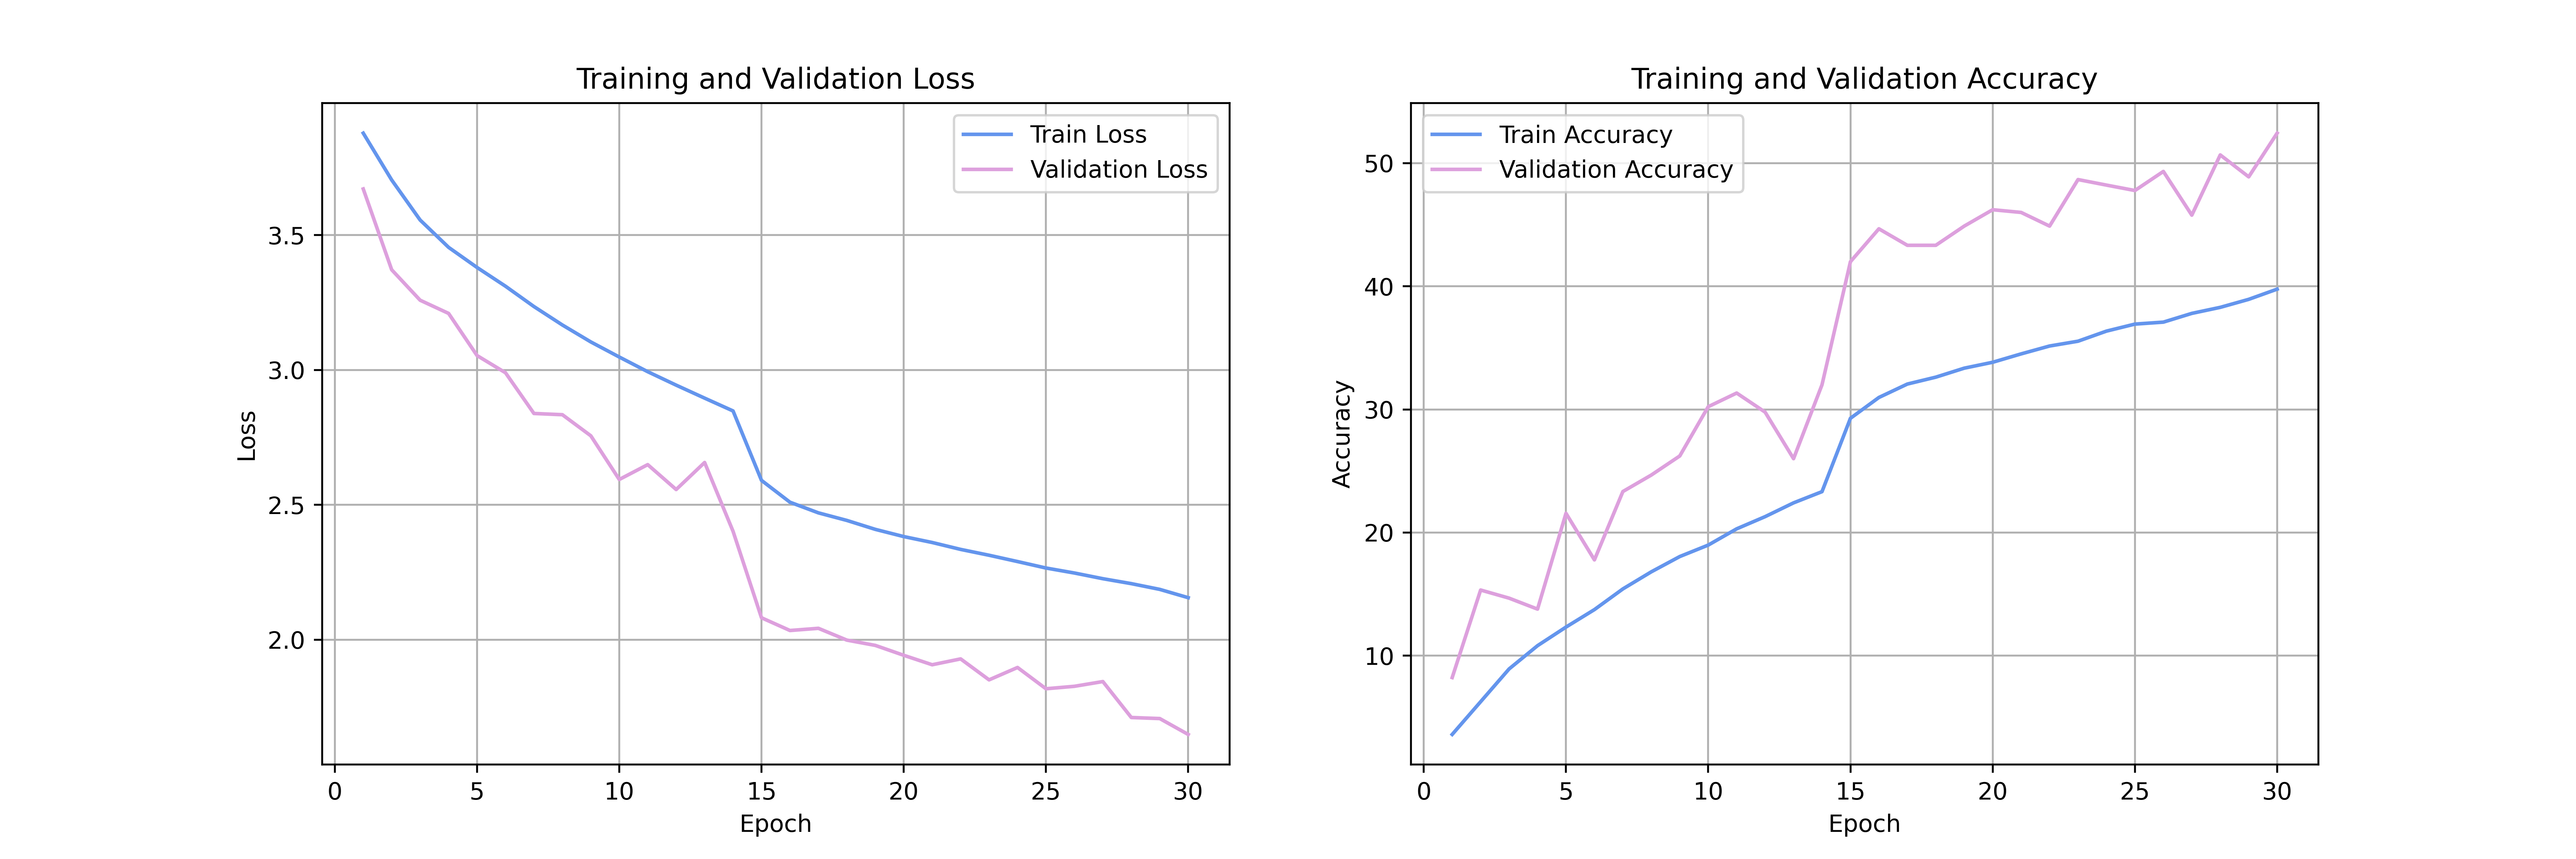 Training and Validation Loss
Train Loss
Validation Loss
3.5
3.0
2.5
2.0
Loss
0 5 10 15 20 25 30
Epoch
Training and Validation Accuracy
Train Accuracy
Validation Accuracy
50
40
30
20
10
Accuracy
0 5 10 15 20 25 30
Epoch